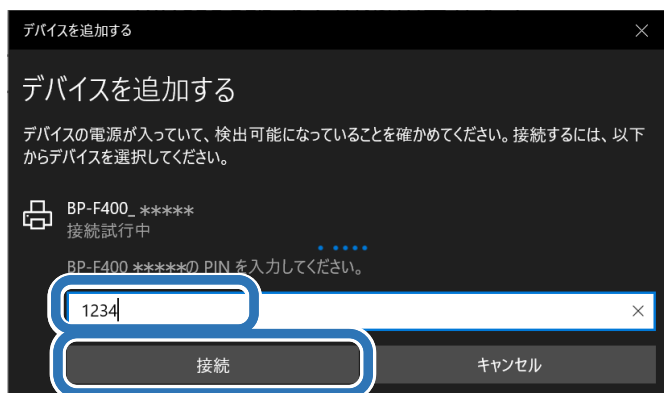 デバイスを追加する
デバイスを追加する
デバイスの電源が入っていて、検出可能になっていることを確かめてください。接続するには、以下
からデバイスを選択してください。
BP-F400_ *****
接続試行中
BP-F400 *****の PIN を入力してください。
1234
接続
キャンセル